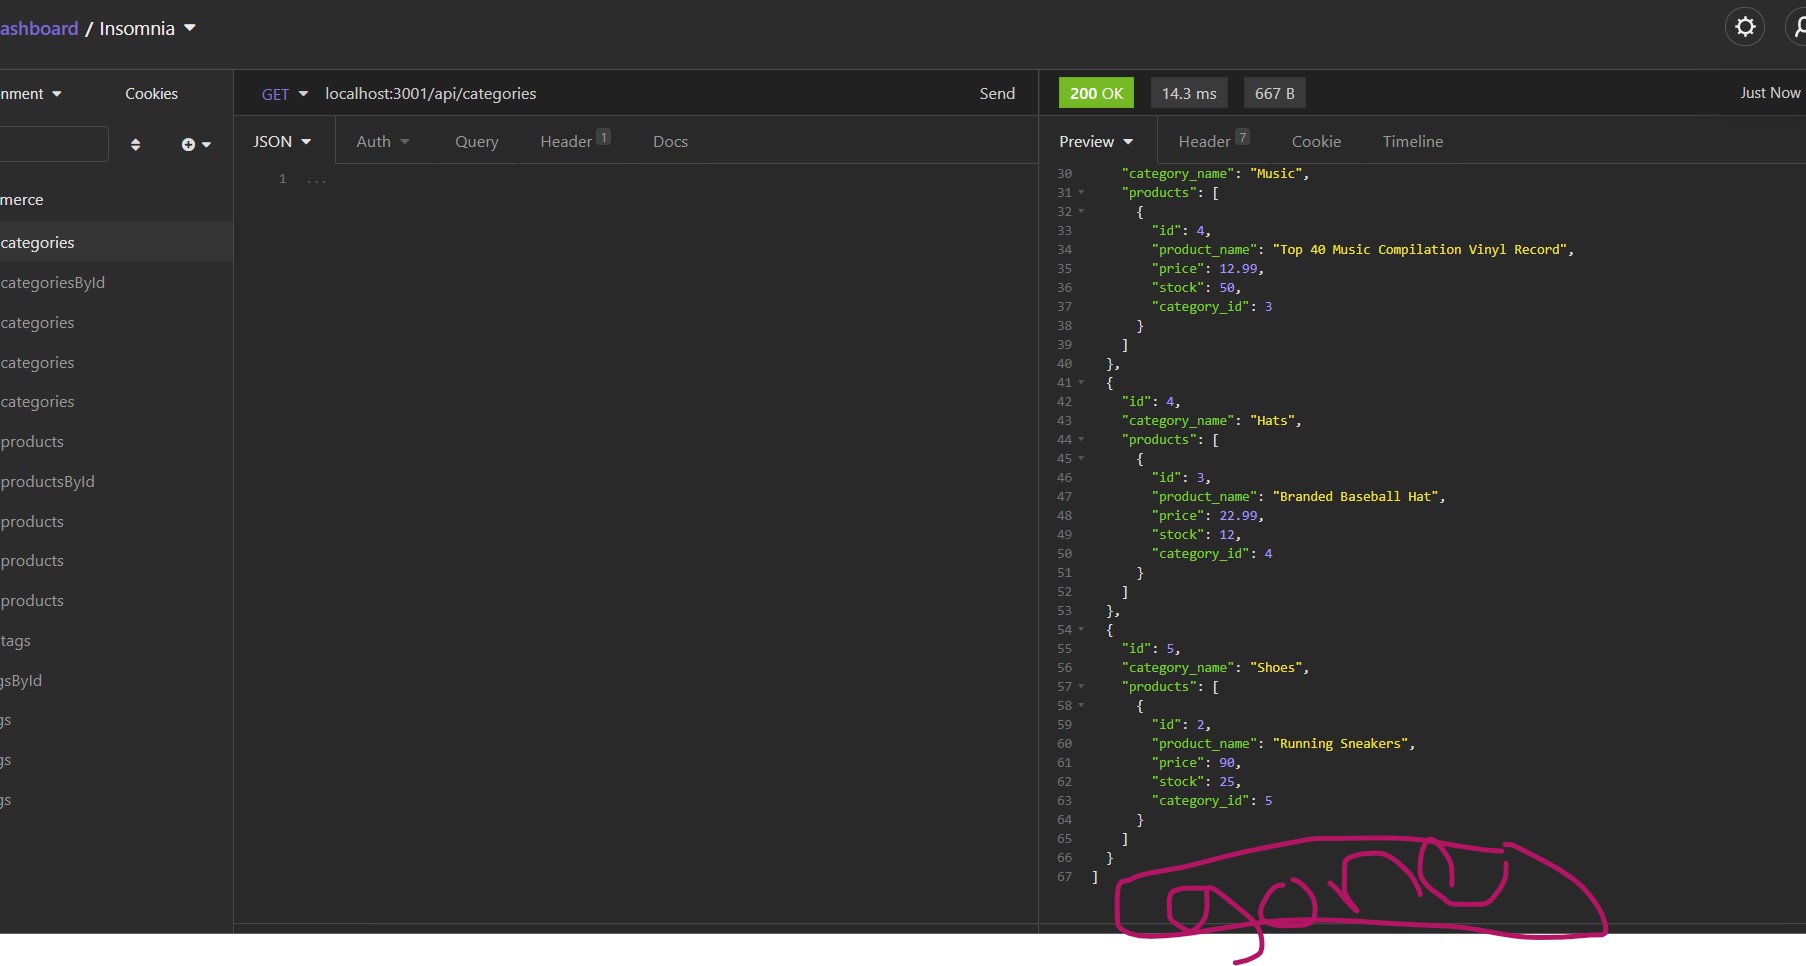 ashboard / Insomnia
nment Cookies
merce
categories
categoriesById
categories
categories
categories
products
productsById
products
products
products
tags
gsById
gs
gs
gs
GET localhost:3001/api/categories Send
JSON Auth Query Header 1 Docs
1 ...
200 OK 14.3 ms 667 B Just Now
Preview Header 7 Cookie Timeline
30 "category_name": "Music",
31 "products": [
32 {
33 "id": 4,
34 "product_name": "Top 40 Music Compilation Vinyl Record",
35 "price": 12.99,
36 "stock": 50,
37 "category_id": 3
38 }
39 ]
40 },
41 {
42 "id": 4,
43 "category_name": "Hats",
44 "products": [
45 {
46 "id": 3,
47 "product_name": "Branded Baseball Hat",
48 "price": 22.99,
49 "stock": 12,
50 "category_id": 4
51 }
52 ]
53 },
54 {
55 "id": 5,
56 "category_name": "Shoes",
57 "products": [
58 {
59 "id": 2,
60 "product_name": "Running Sneakers",
61 "price": 90,
62 "stock": 25,
63 "category_id": 5
64 }
65 ]
66 }
67 ]
gone